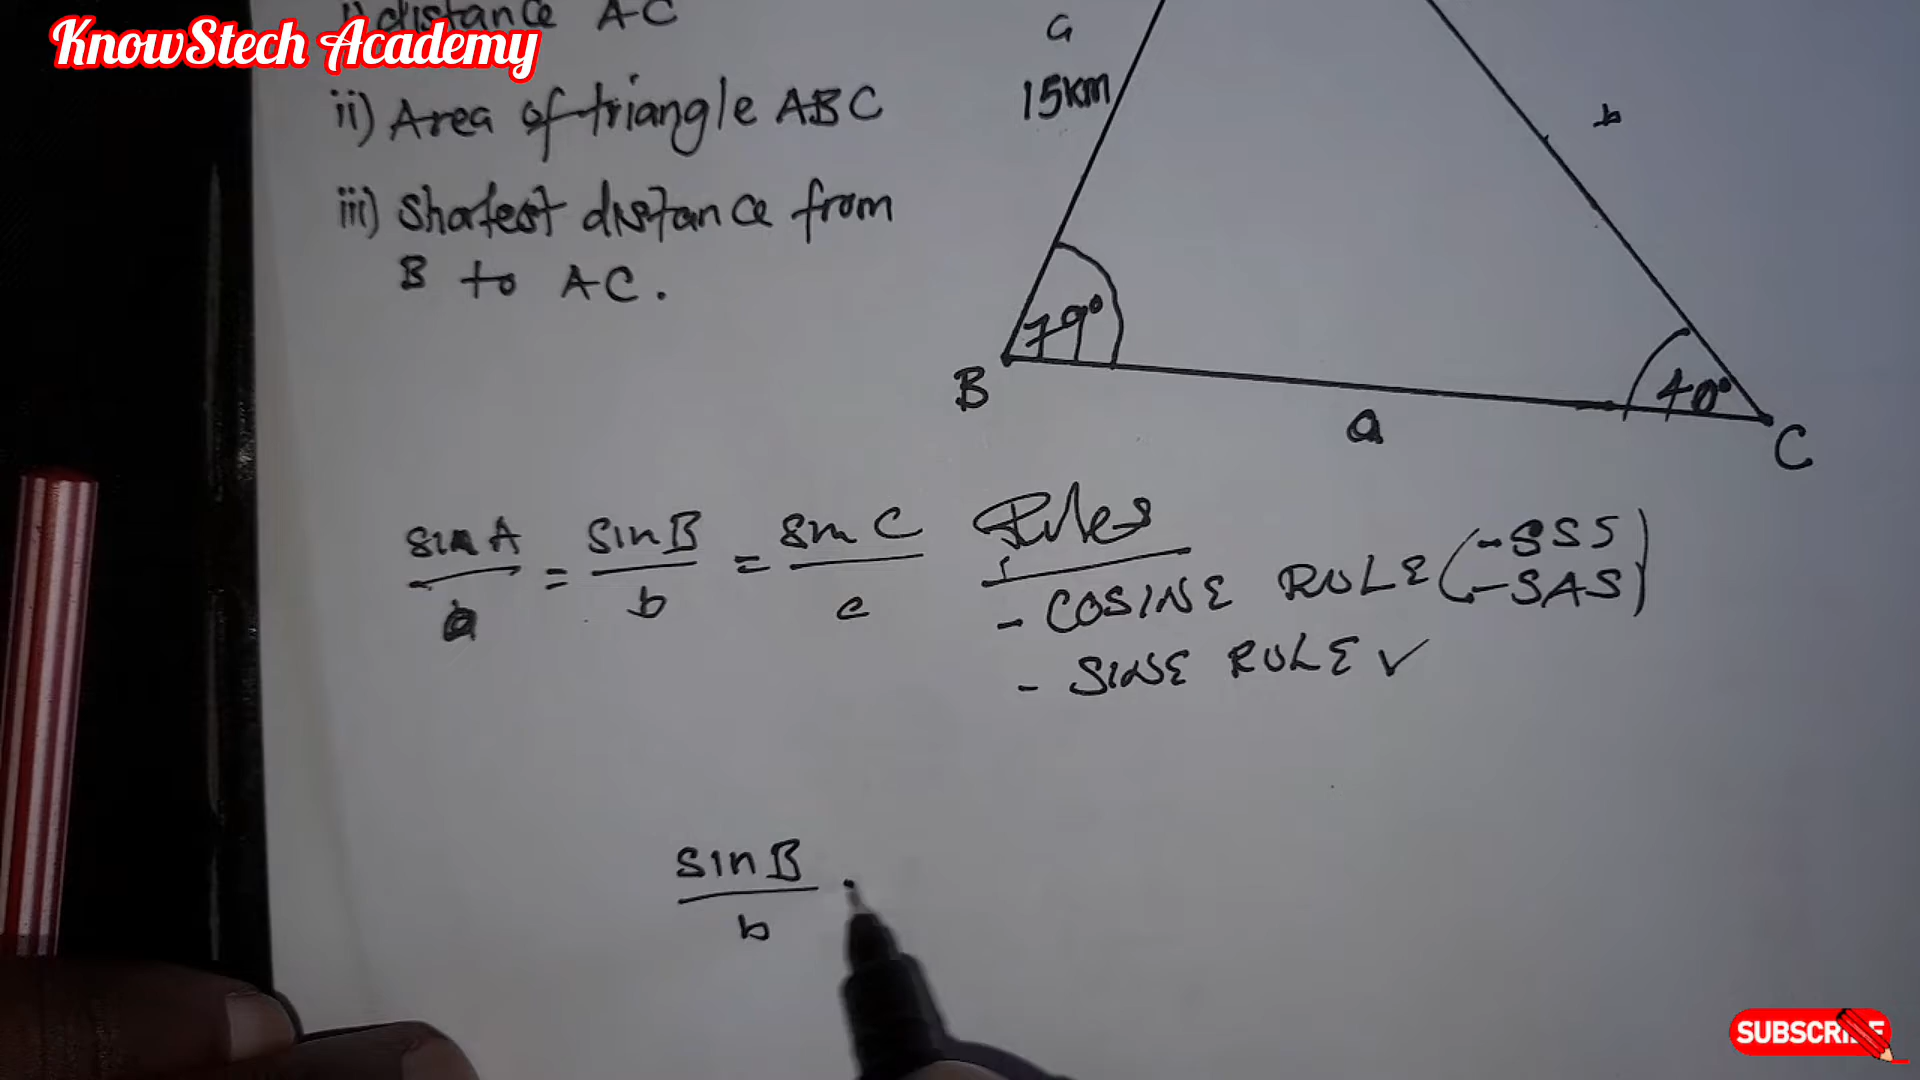 i) distance AC
KnowStech Academy
ii) Area of triangle ABC
iii) Shortest distance from
B to AC.
15km
b
79°
40°
B
a
C
sin A / a = sin B / b = sin C / c
Rules
- COSINE RULE (-SSS
-SAS)
- SINE RULE ✓
sin B / b
SUBSCRIBE